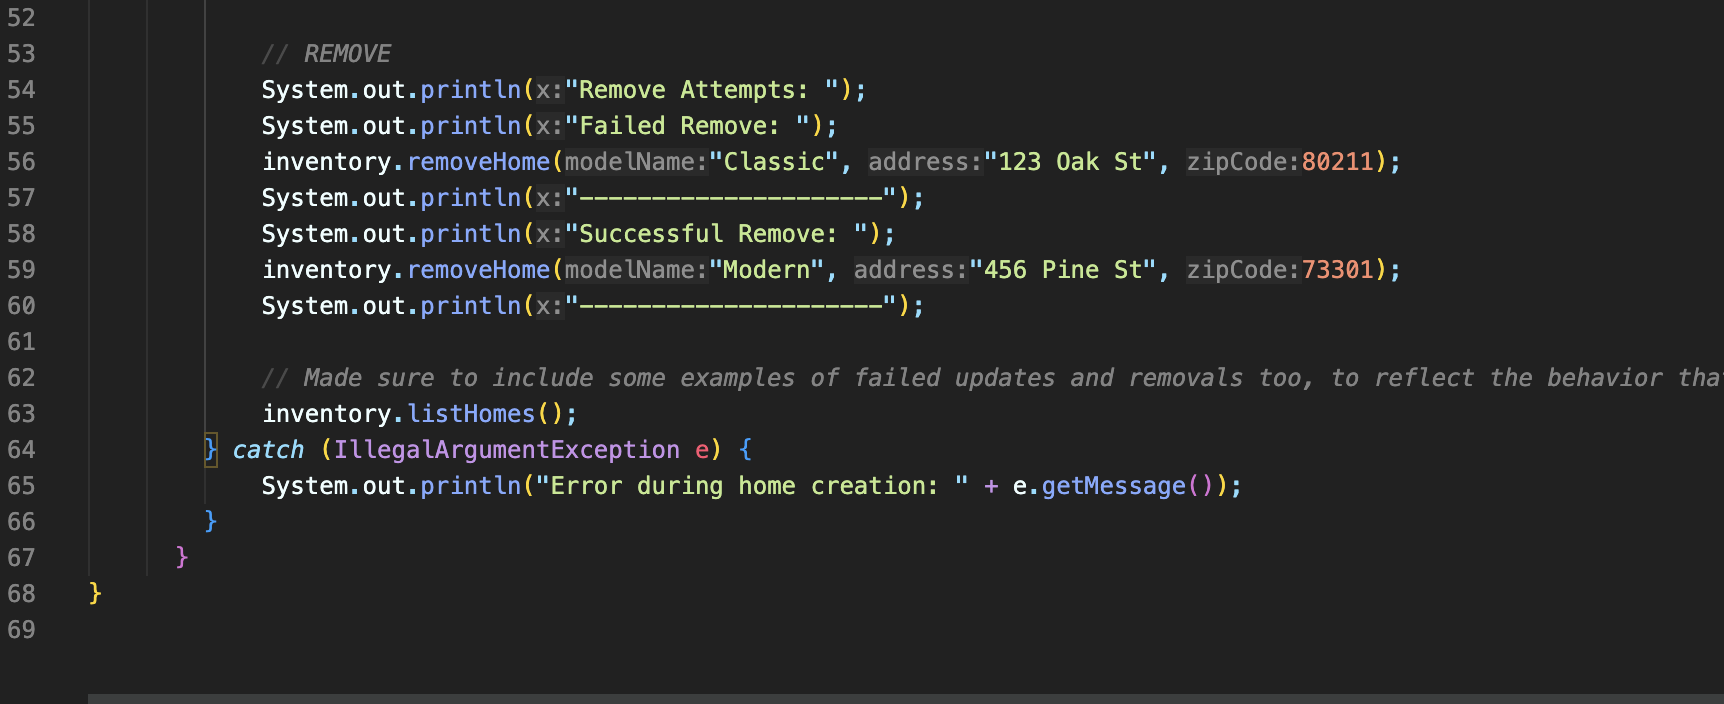 52
53 // REMOVE
54 System.out.println(x:"Remove Attempts: ");
55 System.out.println(x:"Failed Remove: ");
56 inventory.removeHome(modelName:"Classic", address:"123 Oak St", zipCode:80211);
57 System.out.println(x:"---------------------");
58 System.out.println(x:"Successful Remove: ");
59 inventory.removeHome(modelName:"Modern", address:"456 Pine St", zipCode:73301);
60 System.out.println(x:"---------------------");
61
62 // Made sure to include some examples of failed updates and removals too, to reflect the behavior
63 inventory.listHomes();
64 } catch (IllegalArgumentException e) {
65 System.out.println("Error during home creation: " + e.getMessage());
66 }
67 }
68 }
69